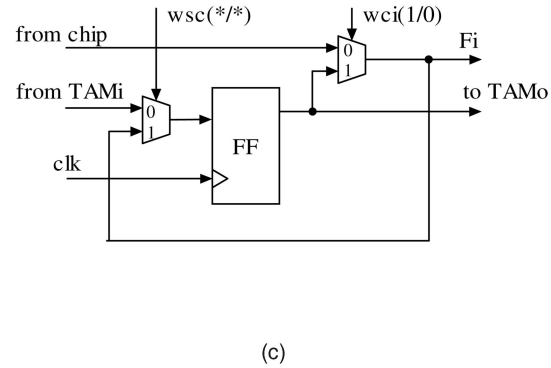 wsc(*/*)
wci(1/0)
from chip
0
1
Fi
from TAMi
0
1
to TAMo
FF
clk
(c)